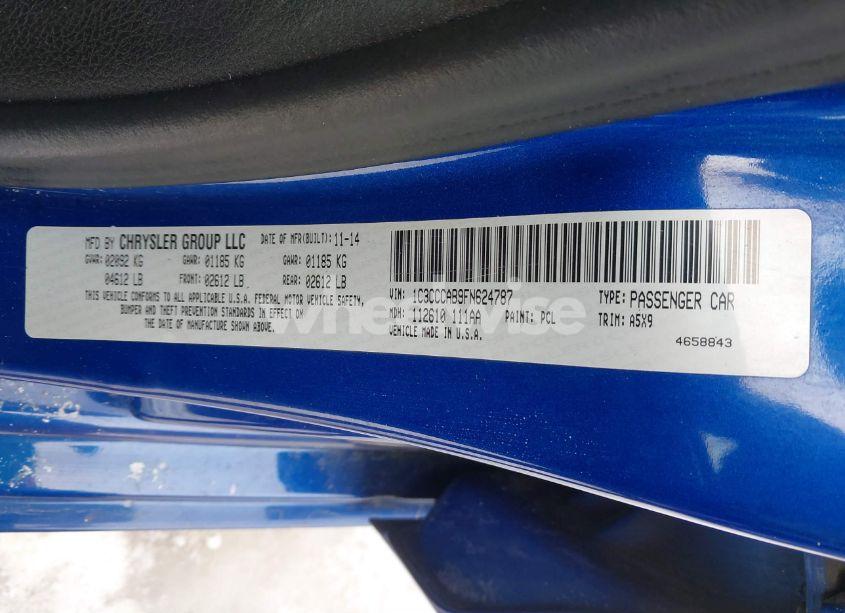 MFD BY CHRYSLER GROUP LLC DATE OF MFR(BUILT): 11-14
GVWR: 02092 KG GAWR: 01185 KG GAWR: 01185 KG
04612 LB FRONT: 02612 LB REAR: 02612 LB
THIS VEHICLE CONFORMS TO ALL APPLICABLE U.S.A. FEDERAL MOTOR VEHICLE SAFETY,
BUMPER AND THEFT PREVENTION STANDARDS IN EFFECT ON
THE DATE OF MANUFACTURE SHOWN ABOVE.
VIN: 1C3CCCAB9FN624787 TYPE: PASSENGER CAR
MDH: 112610 111AA PAINT: PCL TRIM: A5X9
VEHICLE MADE IN U.S.A.
4658843